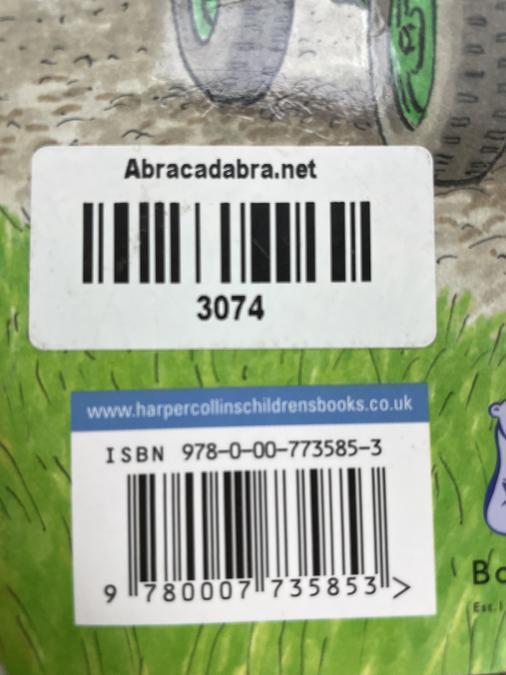 Abracadabra.net
3074
www.harpercollinschildrensbooks.co.uk
ISBN 978-0-00-773585-3
9 780007 735853 >